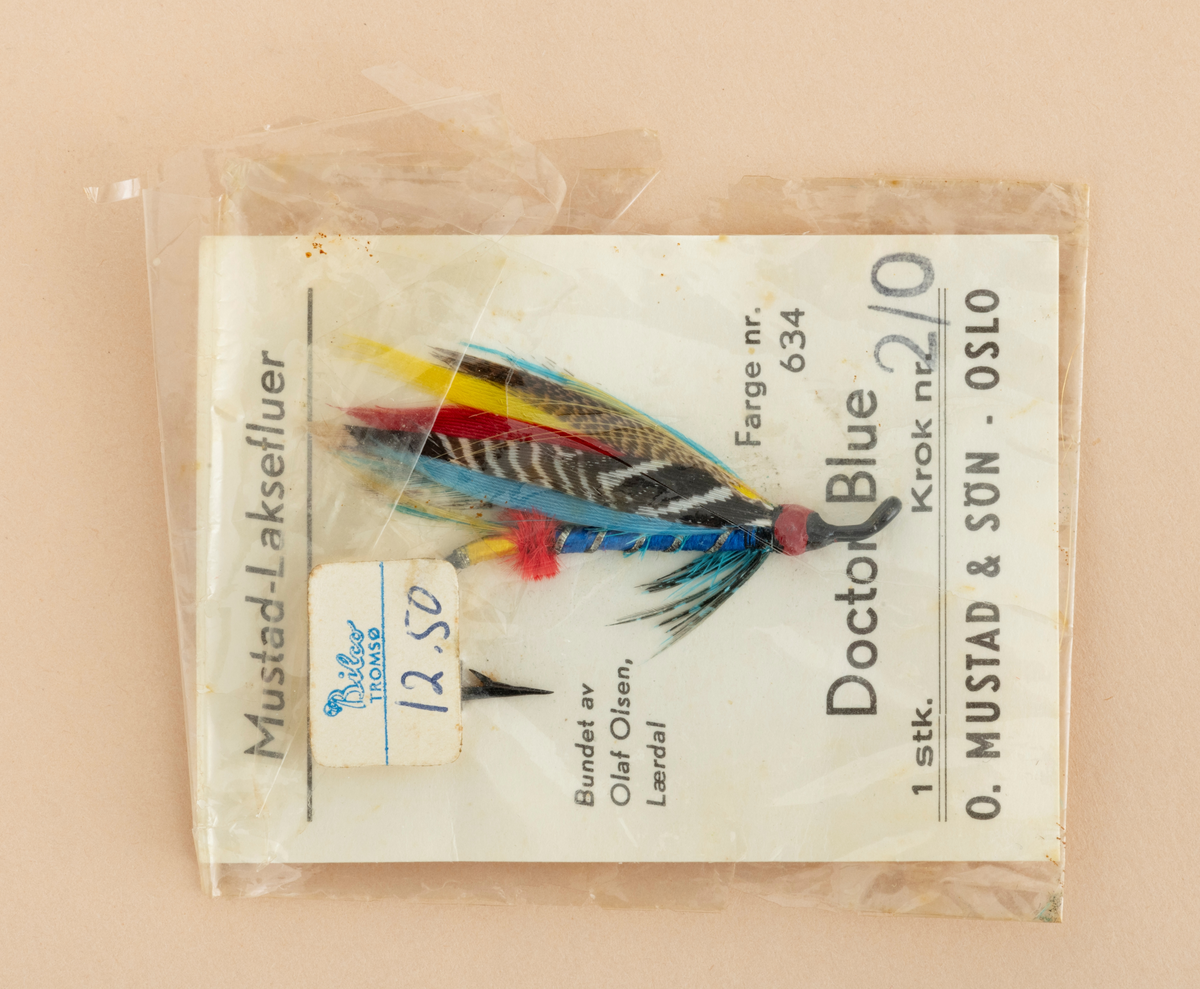 Mustad-Laksefluer
Bilco
TROMSØ
12.50
Bundet av
Olaf Olsen,
Lærdal
Farge nr.
634
Doctor Blue
1 stk. Krok nr. 2/0
O. MUSTAD & SÖN - OSLO